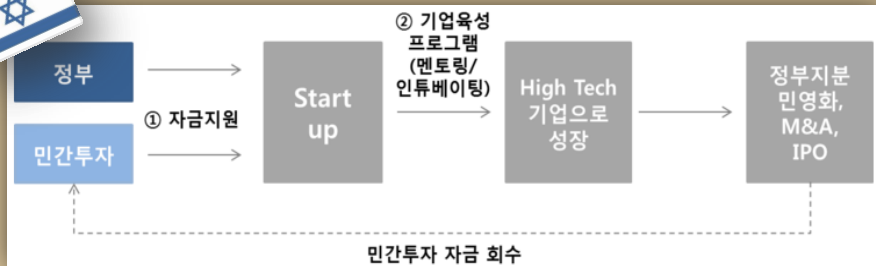 정부
민간투자
① 자금지원
Start
up
② 기업육성
프로그램
(멘토링/
인튜베이팅)
High Tech
기업으로
성장
정부지분
민영화,
M&A,
IPO
민간투자 자금 회수